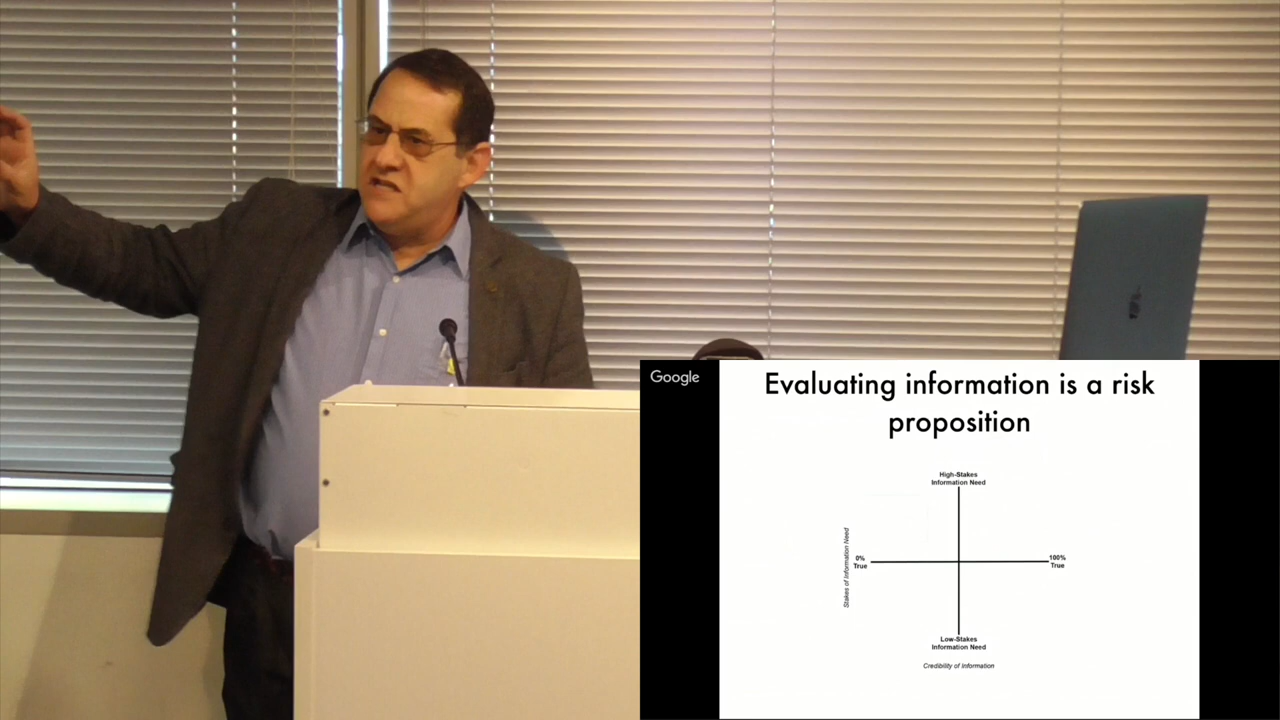 Google
Evaluating information is a risk
proposition
High-Stakes
Information Need
Stakes of Information Need
0%
True
100%
True
Low-Stakes
Information Need
Credibility of Information